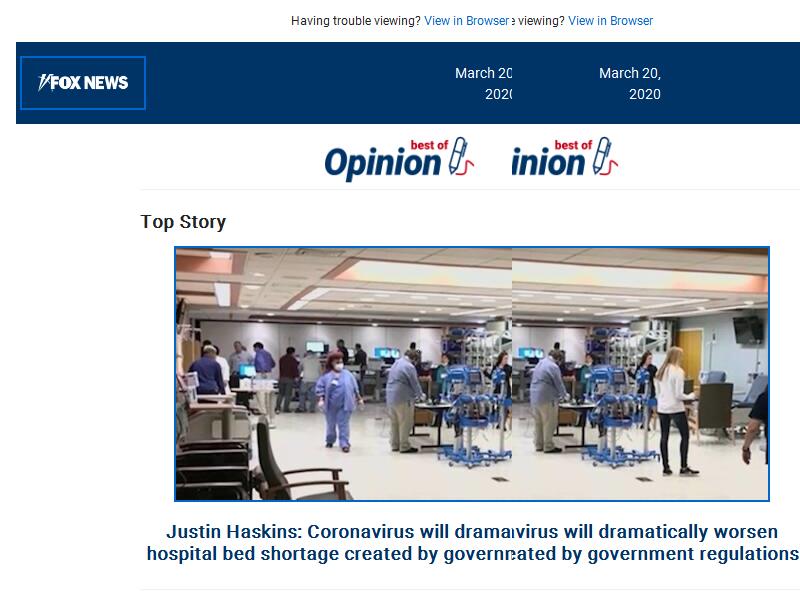 Having trouble viewing? View in Browser e viewing? View in Browser
FOX NEWS
March 20 March 20,
2020 2020
best of best of
Opinion inion
Top Story
Justin Haskins: Coronavirus will dramavirus will dramatically worsen
hospital bed shortage created by governrated by government regulations